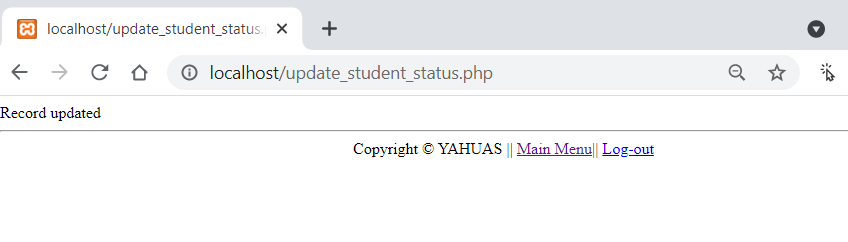 localhost/update_student_status.
localhost/update_student_status.php
Record updated
Copyright © YAHUAS || Main Menu|| Log-out